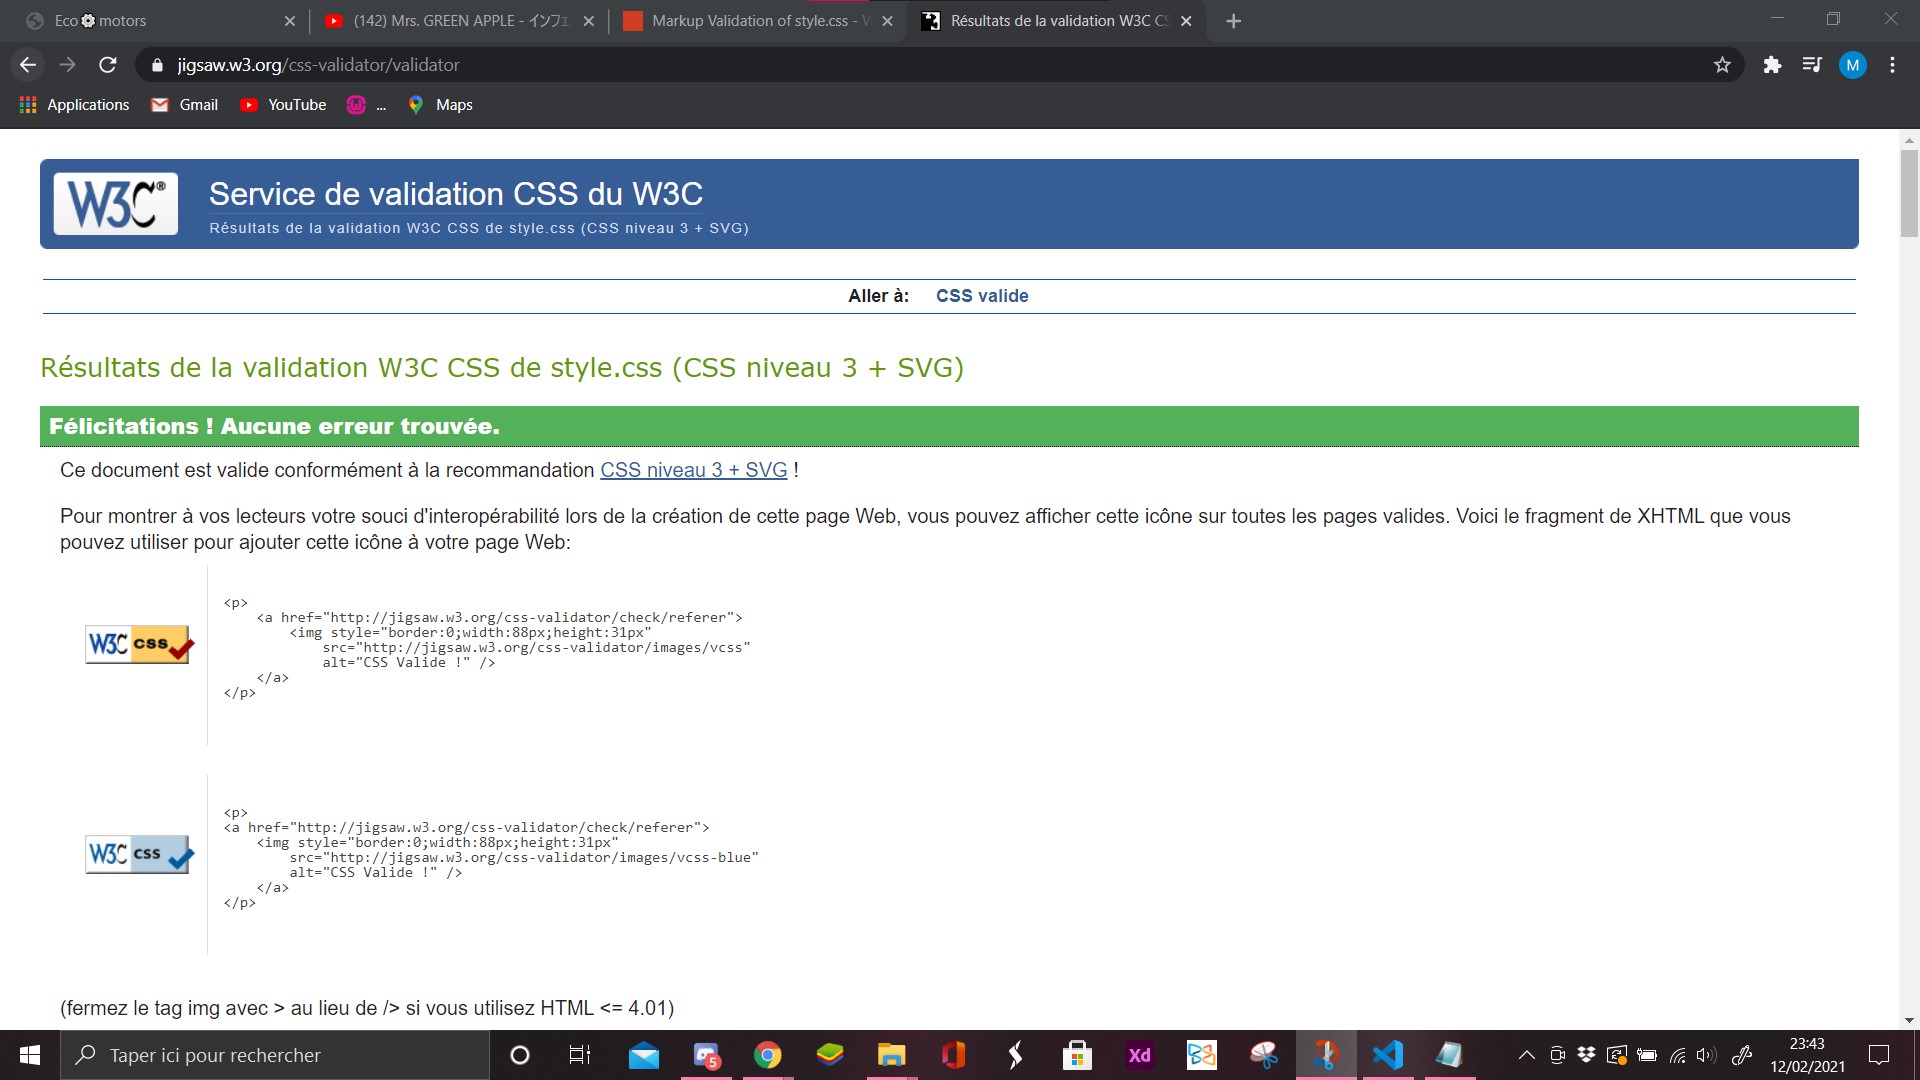 Eco motors
(142) Mrs. GREEN APPLE - インフェ
Markup Validation of style.css - W
Résultats de la validation W3C CS
jigsaw.w3.org/css-validator/validator
M
Applications
Gmail
YouTube
...
Maps
W3C®
Service de validation CSS du W3C
Résultats de la validation W3C CSS de style.css (CSS niveau 3 + SVG)
Aller à: CSS valide
Résultats de la validation W3C CSS de style.css (CSS niveau 3 + SVG)
Félicitations ! Aucune erreur trouvée.
Ce document est valide conformément à la recommandation CSS niveau 3 + SVG !
Pour montrer à vos lecteurs votre souci d'interopérabilité lors de la création de cette page Web, vous pouvez afficher cette icône sur toutes les pages valides. Voici le fragment de XHTML que vous
pouvez utiliser pour ajouter cette icône à votre page Web:
W3C css
<p>
<a href="http://jigsaw.w3.org/css-validator/check/referer">
<img style="border:0;width:88px;height:31px"
src="http://jigsaw.w3.org/css-validator/images/vcss"
alt="CSS Valide !" />
</a>
</p>
W3C css
<p>
<a href="http://jigsaw.w3.org/css-validator/check/referer">
<img style="border:0;width:88px;height:31px"
src="http://jigsaw.w3.org/css-validator/images/vcss-blue"
alt="CSS Valide !" />
</a>
</p>
(fermez le tag img avec > au lieu de /> si vous utilisez HTML <= 4.01)
Taper ici pour rechercher
5
Xd
23:43
12/02/2021